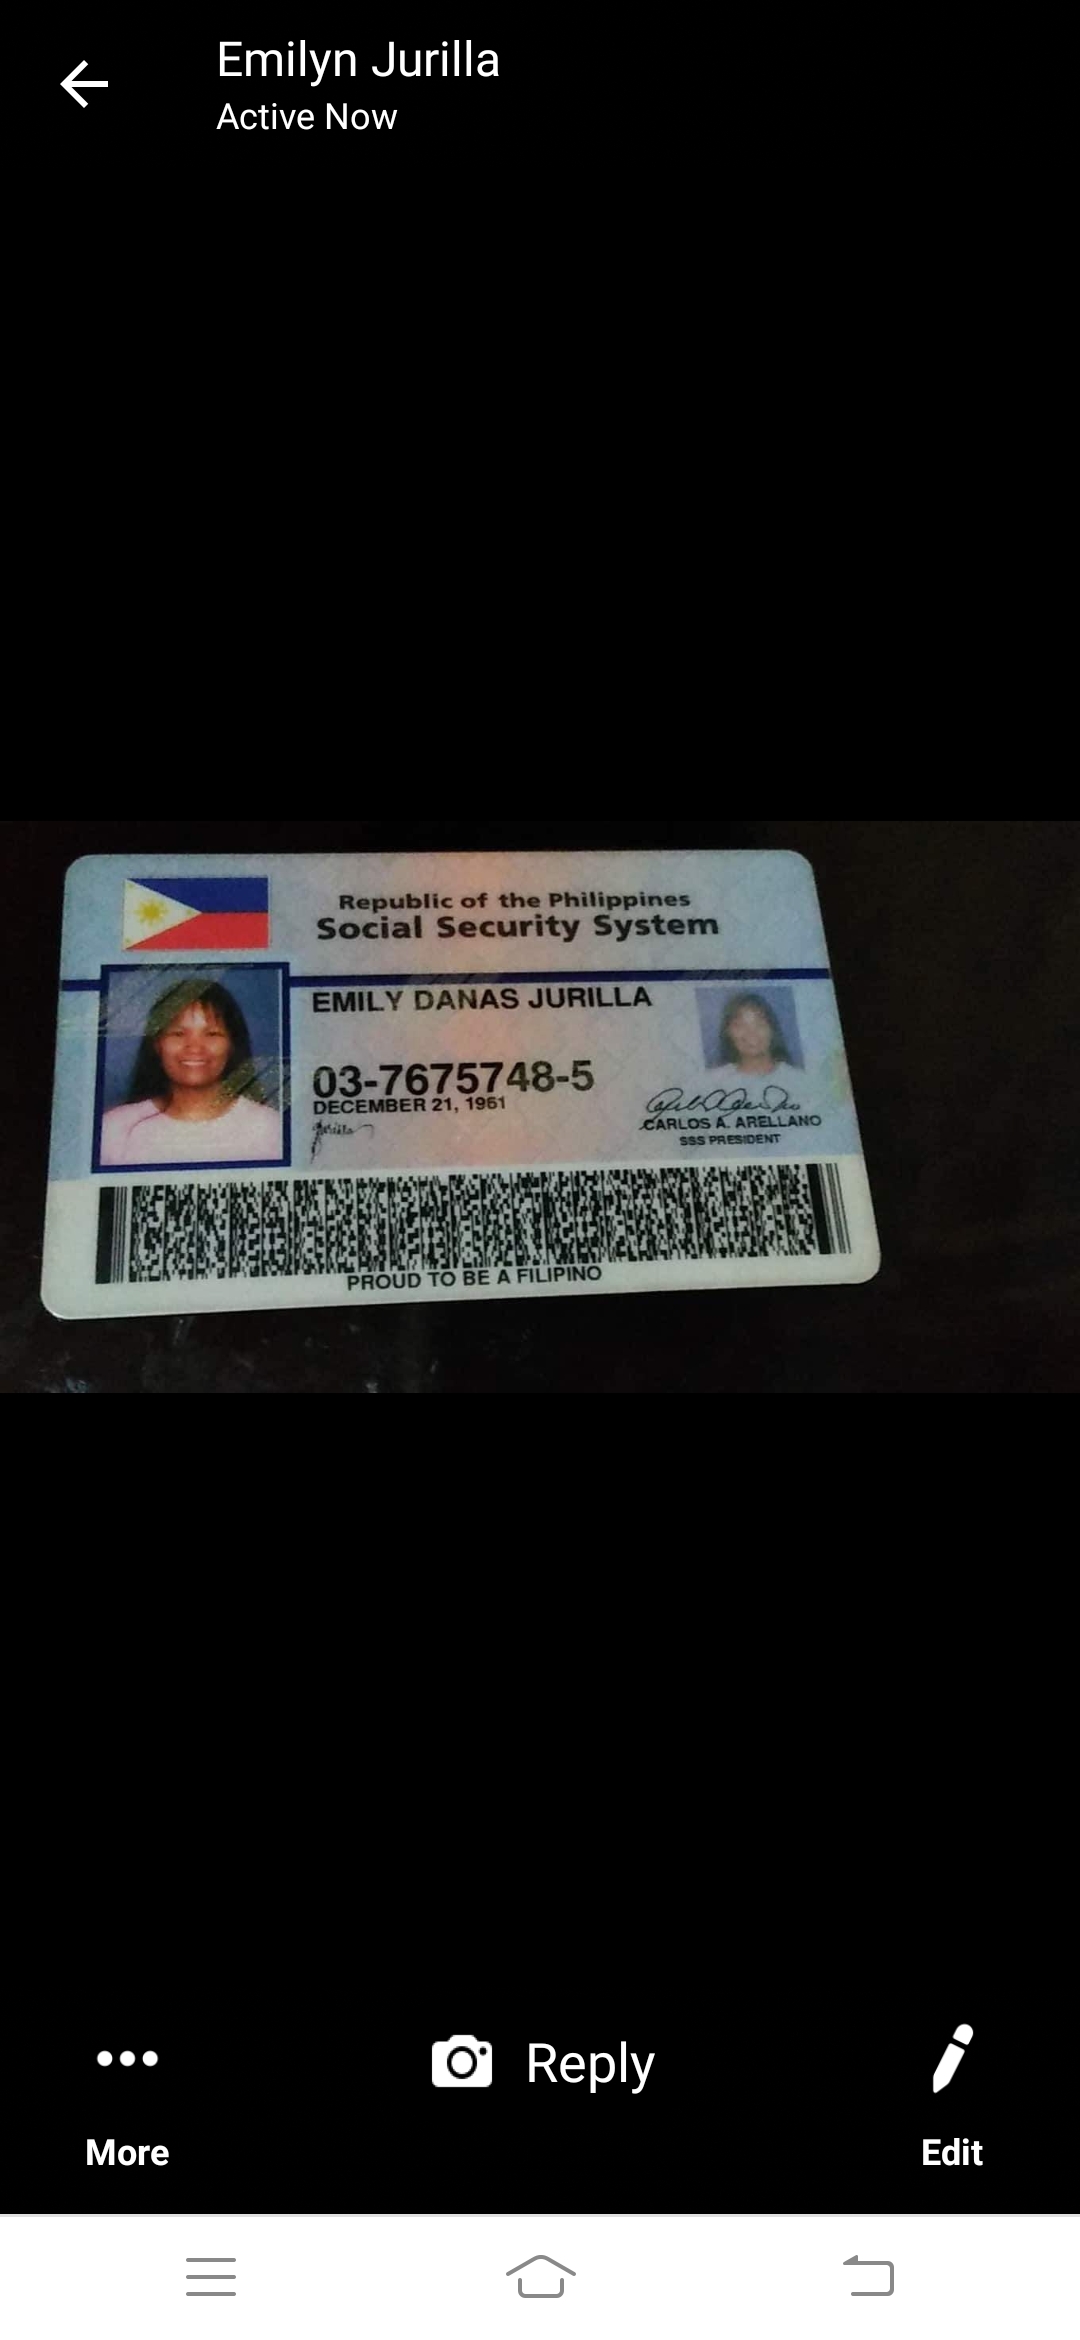 Emilyn Jurilla
Active Now
Republic of the Philippines
Social Security System
EMILY DANAS JURILLA
03-7675748-5
DECEMBER 21, 1961
CARLOS A. ARELLANO
SSS PRESIDENT
PROUD TO BE A FILIPINO
Reply
More
Edit